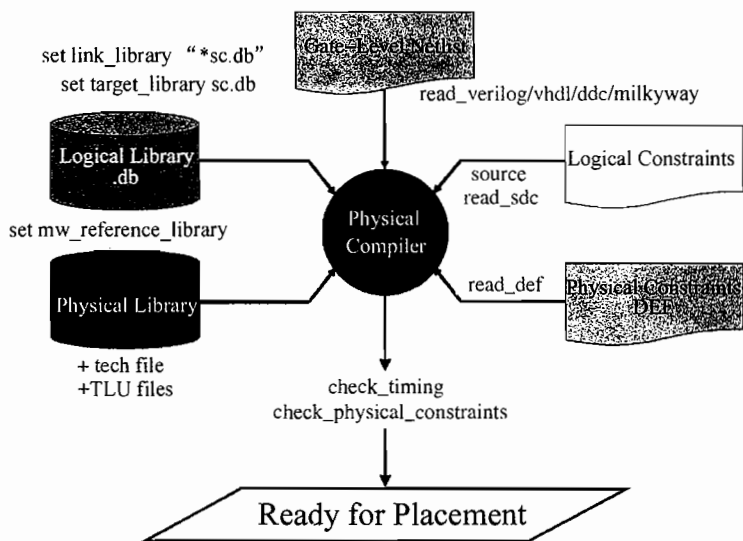 set link_library “*sc.db”
set target_library sc.db
Gate-Level Netlist
read_verilog/vhdl/ddc/milkyway
Logical Library
.db
Logical Constraints
source
read_sdc
Physical
Compiler
set mw_reference_library
Physical Library
read_def
Physical Constraints
DEF
+ tech file
+TLU files
check_timing
check_physical_constraints
Ready for Placement